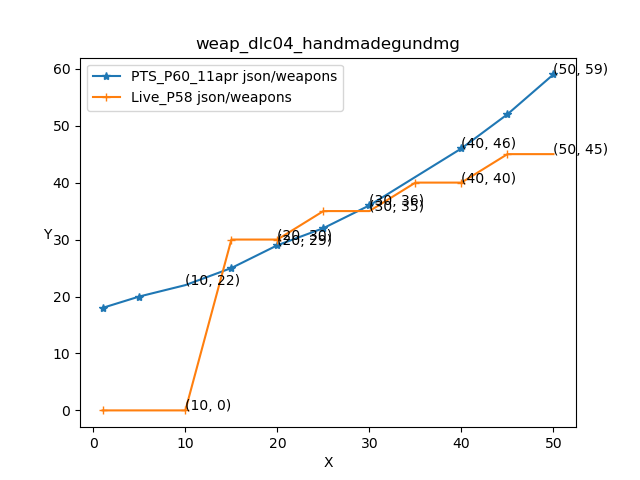 weap_dlc04_handmadegundmg
PTS_P60_11apr json/weapons
Live_P58 json/weapons
60
50
40
30
20
10
0
Y
(50, 59)
(40, 46)
(50, 45)
(40, 40)
(30, 36)
(30, 35)
(20, 30)
(20, 29)
(10, 22)
(10, 0)
0 10 20 30 40 50
X